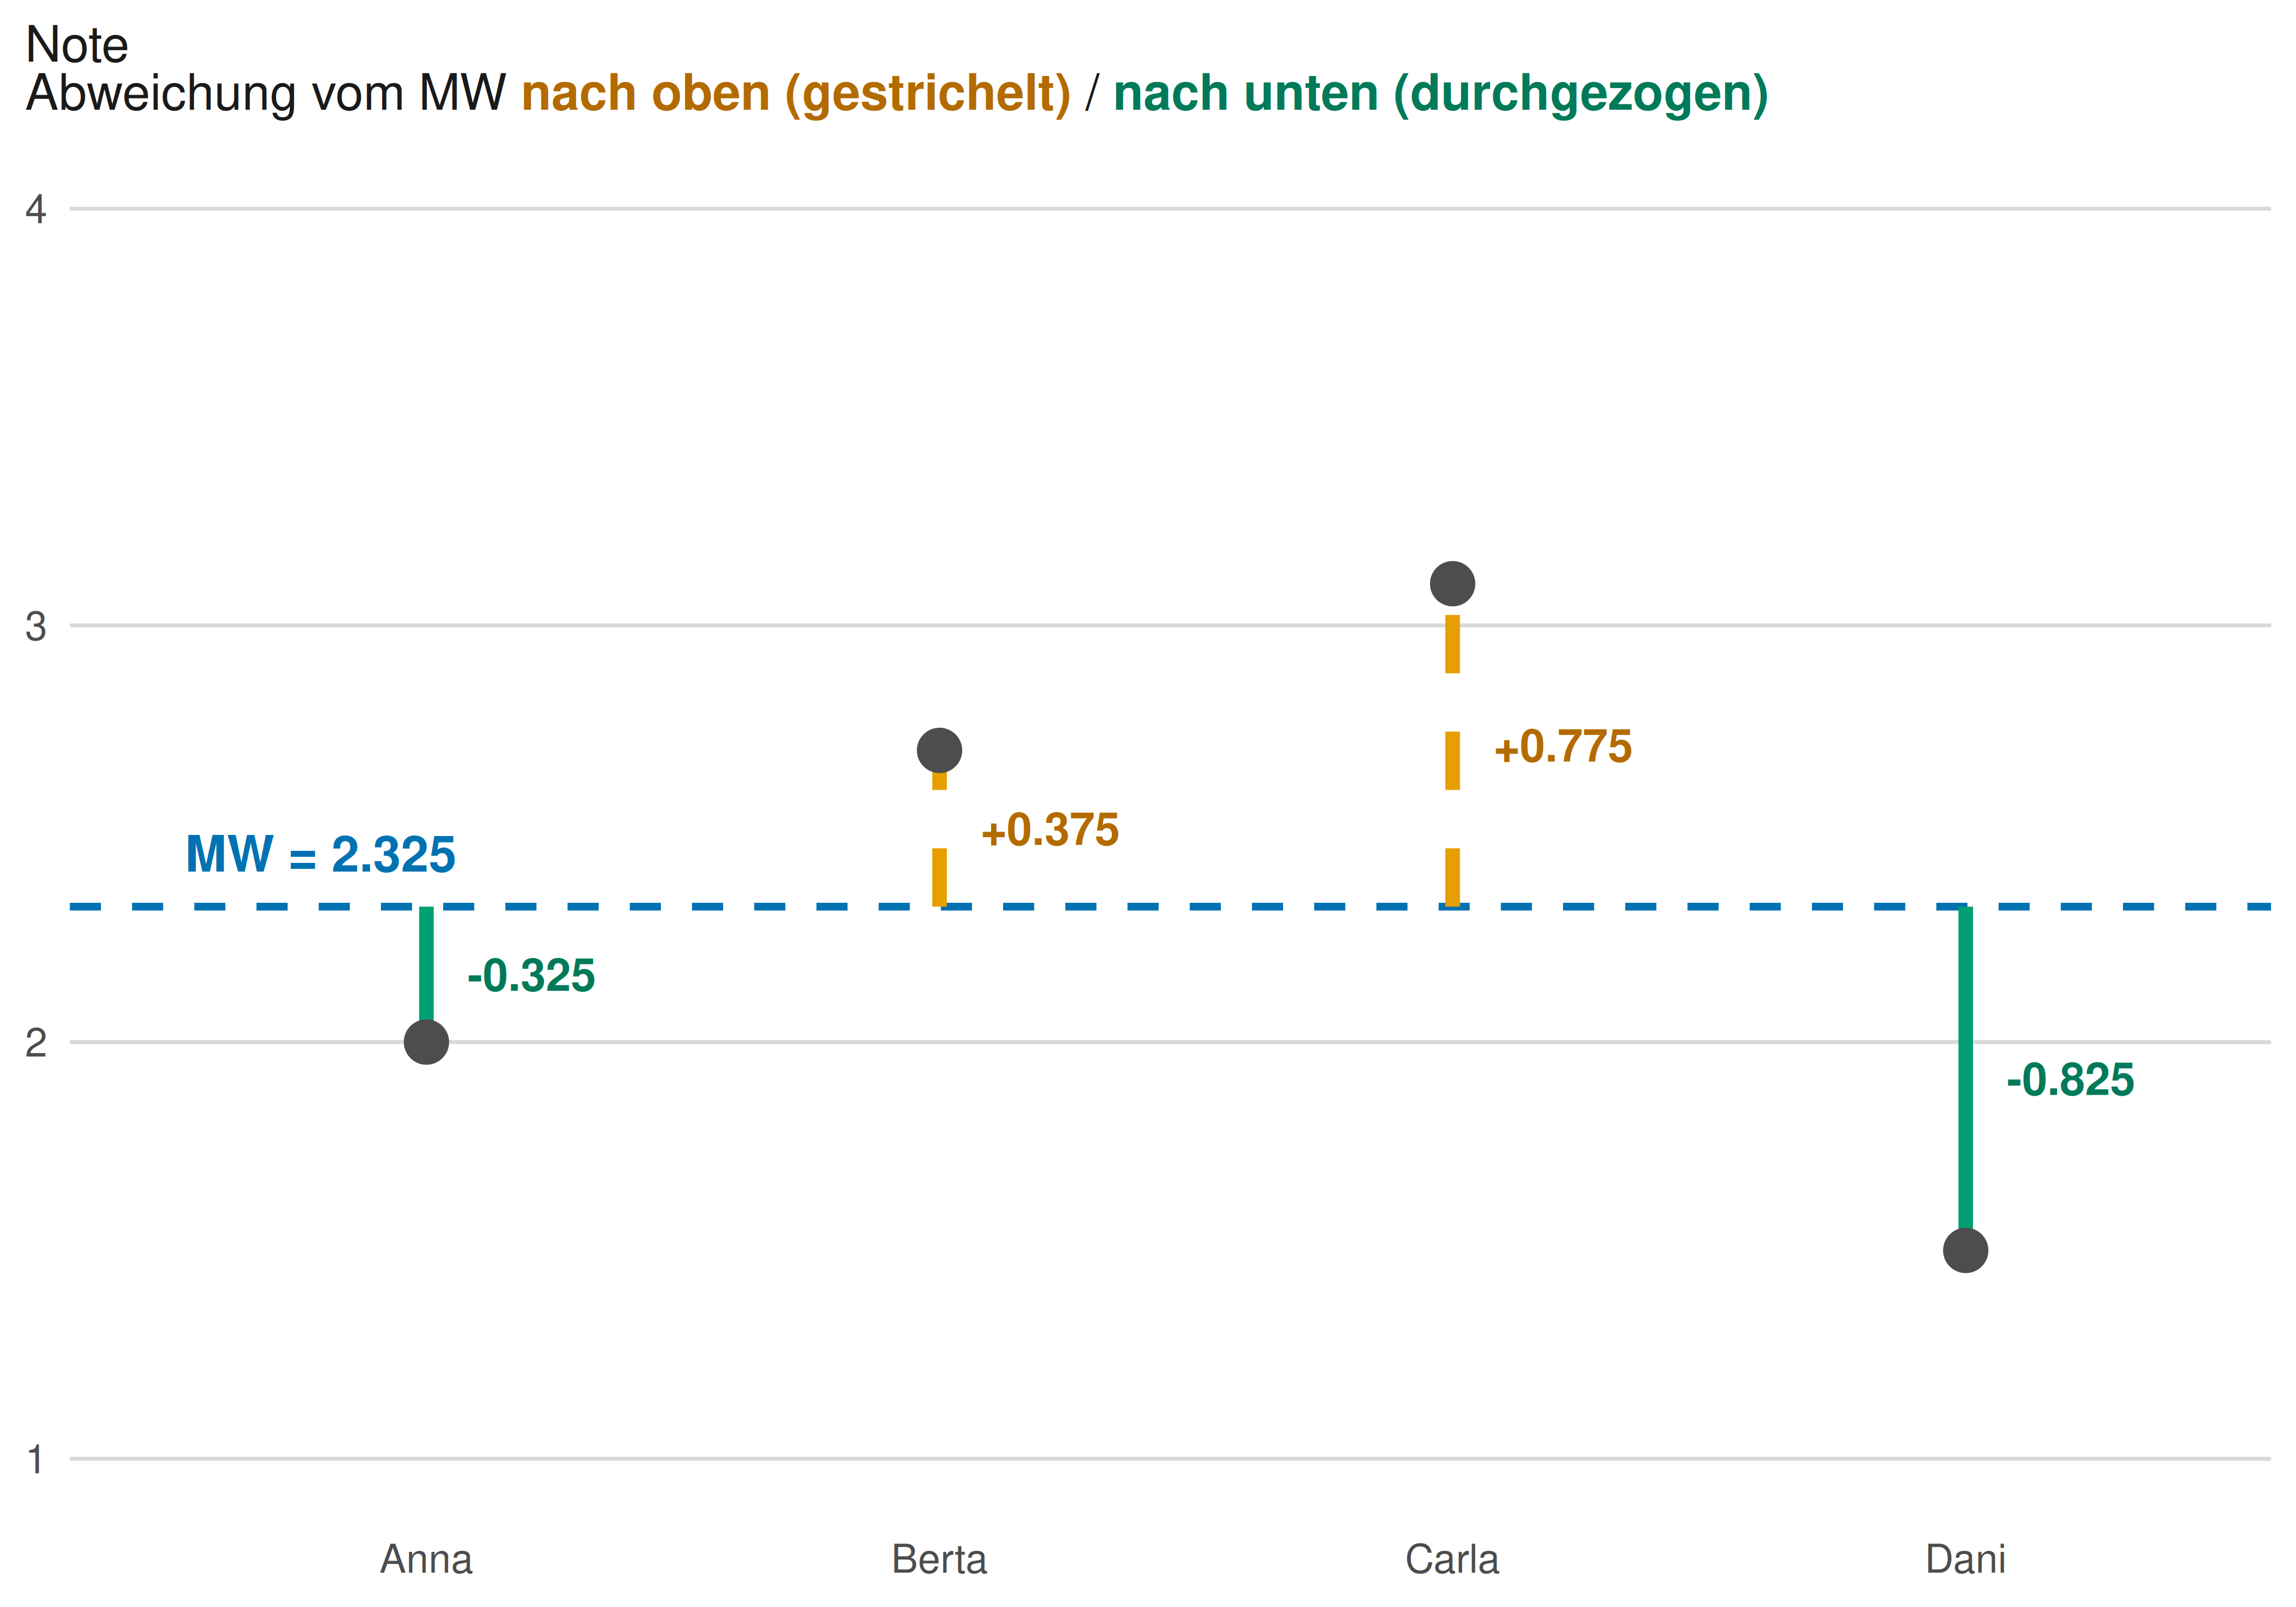 Note
Abweichung vom MW nach oben (gestrichelt) / nach unten (durchgezogen)
4
3
+0.775
+0.375
MW = 2.325
-0.325
2
-0.825
1
Anna Berta Carla Dani